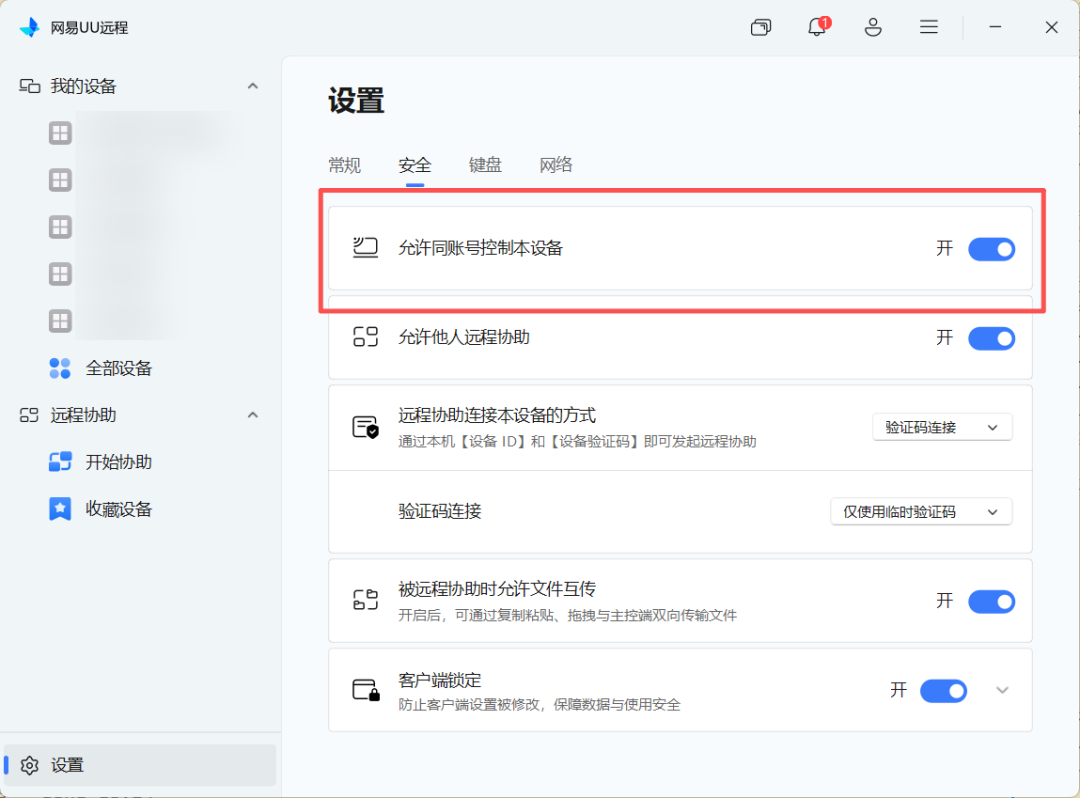 网易UU远程
1
我的设备
全部设备
远程协助
开始协助
收藏设备
设置
设置
常规 安全 键盘 网络
允许同账号控制本设备 开
允许他人远程协助 开
远程协助连接本设备的方式
通过本机【设备 ID】和【设备验证码】即可发起远程协助
验证码连接
验证码连接 仅使用临时验证码
被远程协助时允许文件互传
开启后，可通过复制粘贴、拖拽与主控端双向传输文件
开
客户端锁定
防止客户端设置被修改，保障数据与使用安全
开